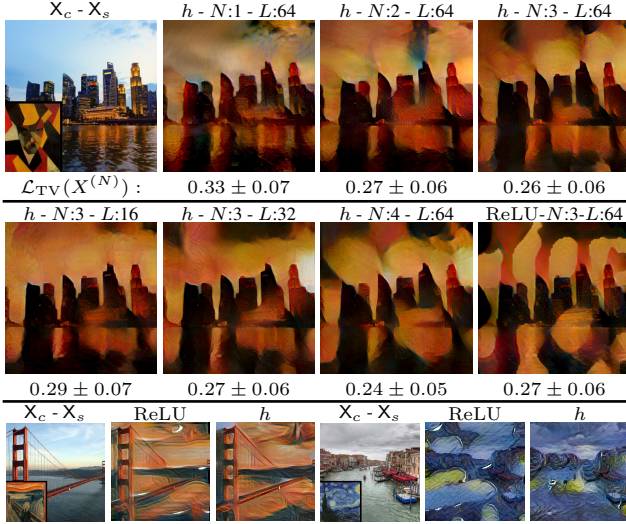 X_c - X_s h - N:1 - L:64 h - N:2 - L:64 h - N:3 - L:64
L_TV(X^(N)) : 0.33 ± 0.07 0.27 ± 0.06 0.26 ± 0.06
h - N:3 - L:16 h - N:3 - L:32 h - N:4 - L:64 ReLU-N:3-L:64
0.29 ± 0.07 0.27 ± 0.06 0.24 ± 0.05 0.27 ± 0.06
X_c - X_s ReLU h X_c - X_s ReLU h